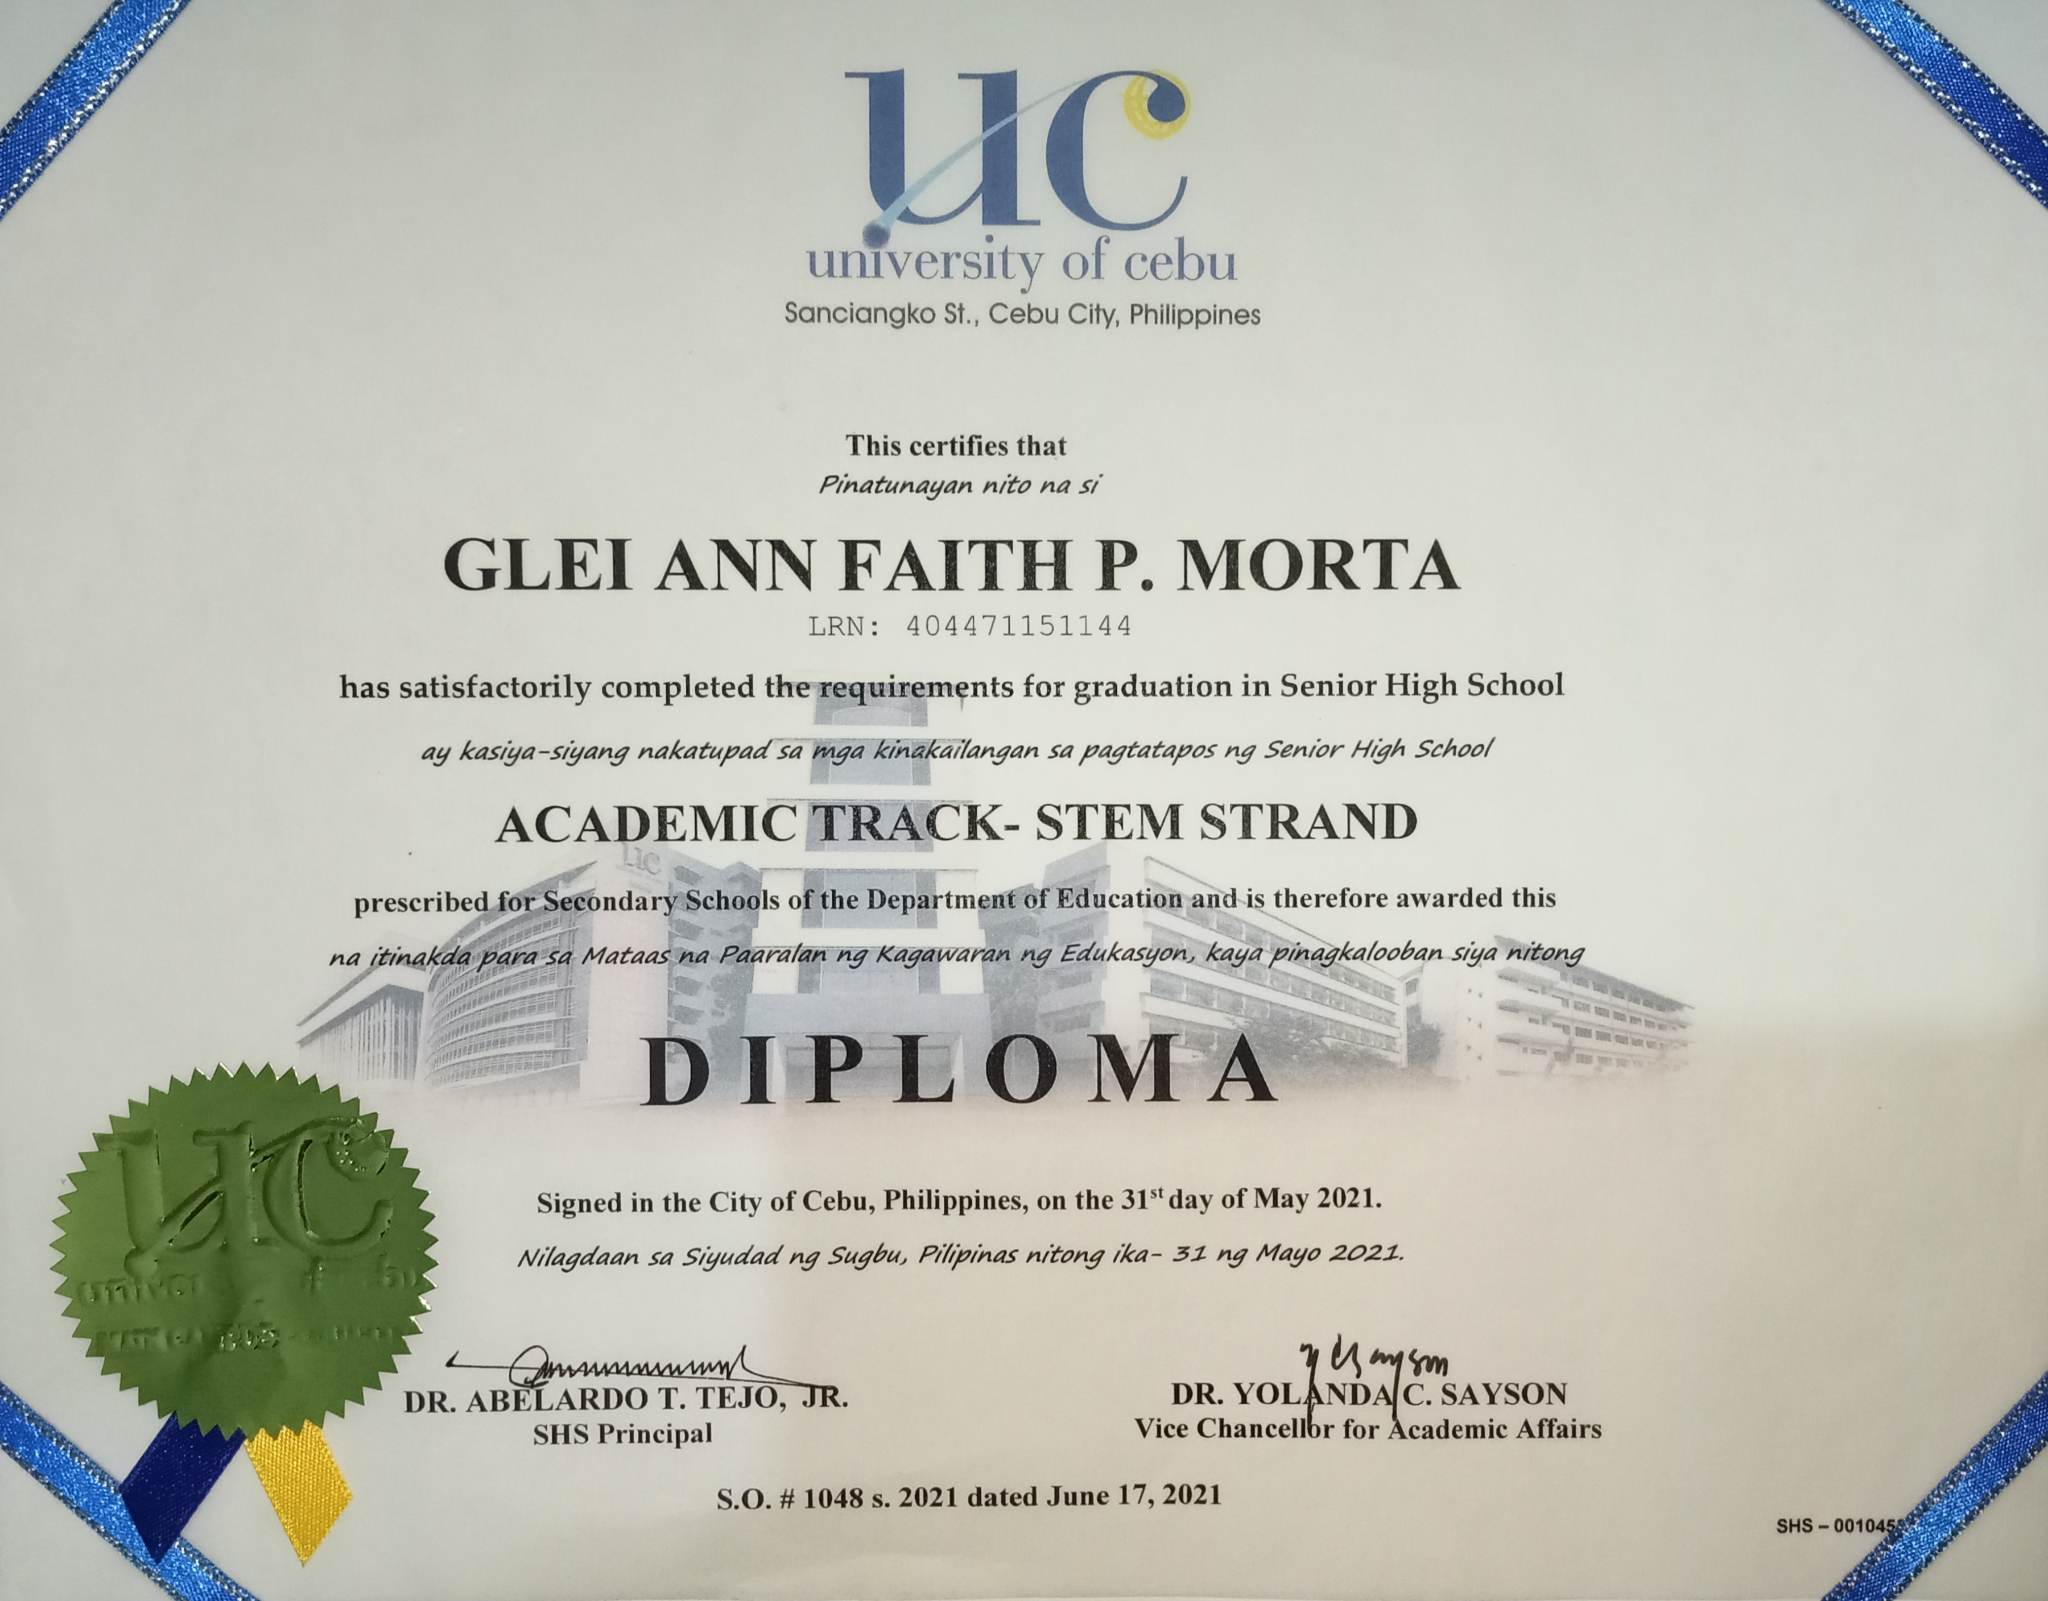 uc
university of cebu
Sanciangko St., Cebu City, Philippines
This certifies that
Pinatunayan nito na si
GLEI ANN FAITH P. MORTA
LRN: 404471151144
has satisfactorily completed the requirements for graduation in Senior High School
ay kasiya-siyang nakatupad sa mga kinakailangan sa pagtatapos ng Senior High School
ACADEMIC TRACK- STEM STRAND
uc
prescribed for Secondary Schools of the Department of Education and is therefore awarded this
na itinakda para sa Mataas na Paaralan ng Kagawaran ng Edukasyon, kaya pinagkalooban siya nitong
DIPLOMA
uc
Signed in the City of Cebu, Philippines, on the 31st day of May 2021.
Nilagdaan sa Siyudad ng Sugbu, Pilipinas nitong ika- 31 ng Mayo 2021.
DR. ABELARDO T. TEJO, JR.
SHS Principal
DR. YOLANDA C. SAYSON
Vice Chancellor for Academic Affairs
S.O. # 1048 s. 2021 dated June 17, 2021
SHS –